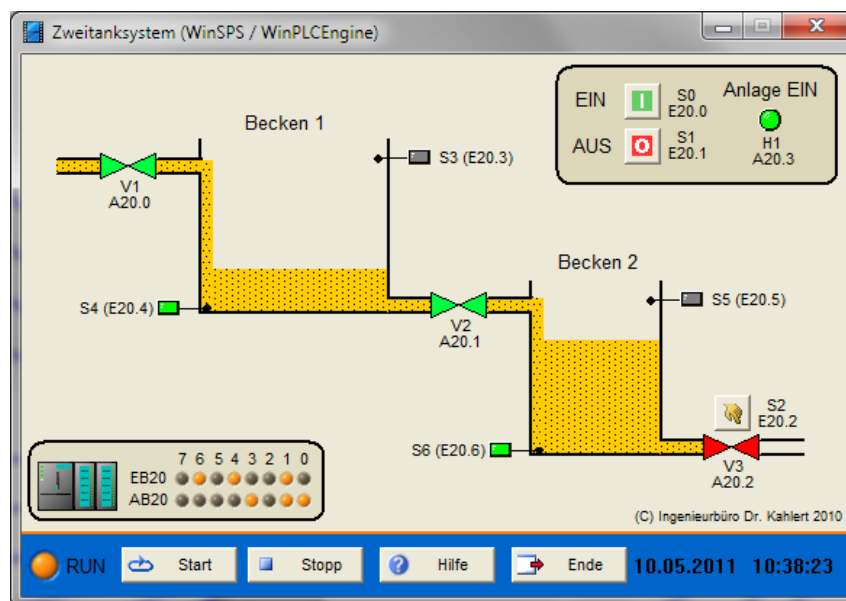 Zweitanksystem (WinSPS / WinPLCEngine)
EIN
S0
E20.0
Anlage EIN
AUS
S1
E20.1
H1
A20.3
Becken 1
S3 (E20.3)
V1
A20.0
Becken 2
S4 (E20.4)
V2
A20.1
S5 (E20.5)
S2
E20.2
S6 (E20.6)
V3
A20.2
7 6 5 4 3 2 1 0
EB20
AB20
(C) Ingenieurbüro Dr. Kahlert 2010
RUN Start Stopp Hilfe Ende 10.05.2011 10:38:23